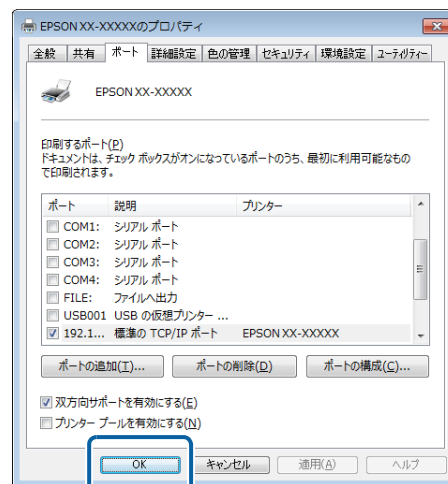 EPSON XX-XXXXXのプロパティ
全般 共有 ポート 詳細設定 色の管理 セキュリティ 環境設定 ユーティリティー
EPSON XX-XXXXX
印刷するポート(P)
ドキュメントは、チェック ボックスがオンになっているポートのうち、最初に利用可能なもの
で印刷されます。
ポート 説明 プリンター
COM1: シリアル ポート
COM2: シリアル ポート
COM3: シリアル ポート
COM4: シリアル ポート
FILE: ファイルへ出力
USB001 USB の仮想プリンター ...
192.1... 標準の TCP/IP ポート EPSON XX-XXXXX
ポートの追加(T)... ポートの削除(D) ポートの構成(C)...
双方向サポートを有効にする(E)
プリンター プールを有効にする(N)
OK キャンセル 適用(A) ヘルプ